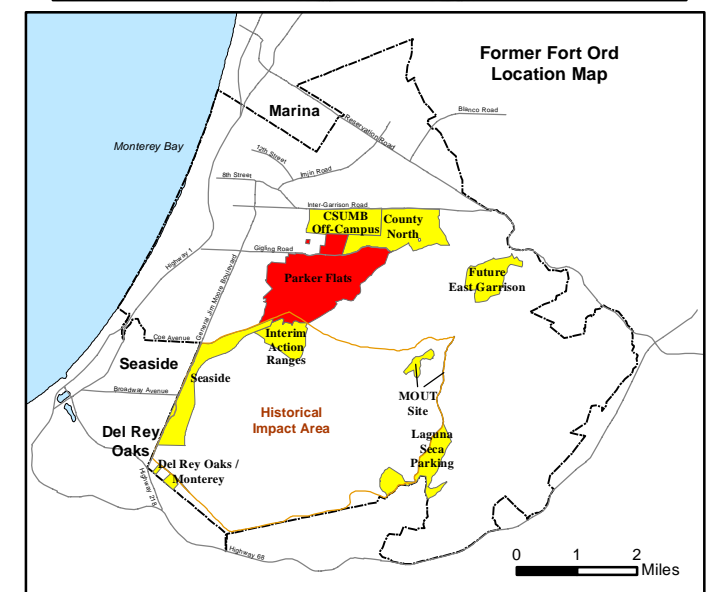 Former Fort Ord
Location Map
Marina
Blanco Road
Reservation Road
Monterey Bay
12th Street
Imjin Road
8th Street
Inter-Garrison Road
CSUMB
Off-Campus
County
North
Gigling Road
Highway 1
General Jim Moore Boulevard
Parker Flats
Future
East Garrison
Coe Avenue
Interim
Action
Ranges
Seaside
Seaside
Broadway Avenue
MOUT
Site
Historical
Impact Area
Del Rey
Oaks
Laguna
Seca
Parking
Del Rey Oaks /
Monterey
Highway 218
Highway 68
0 1 2
Miles